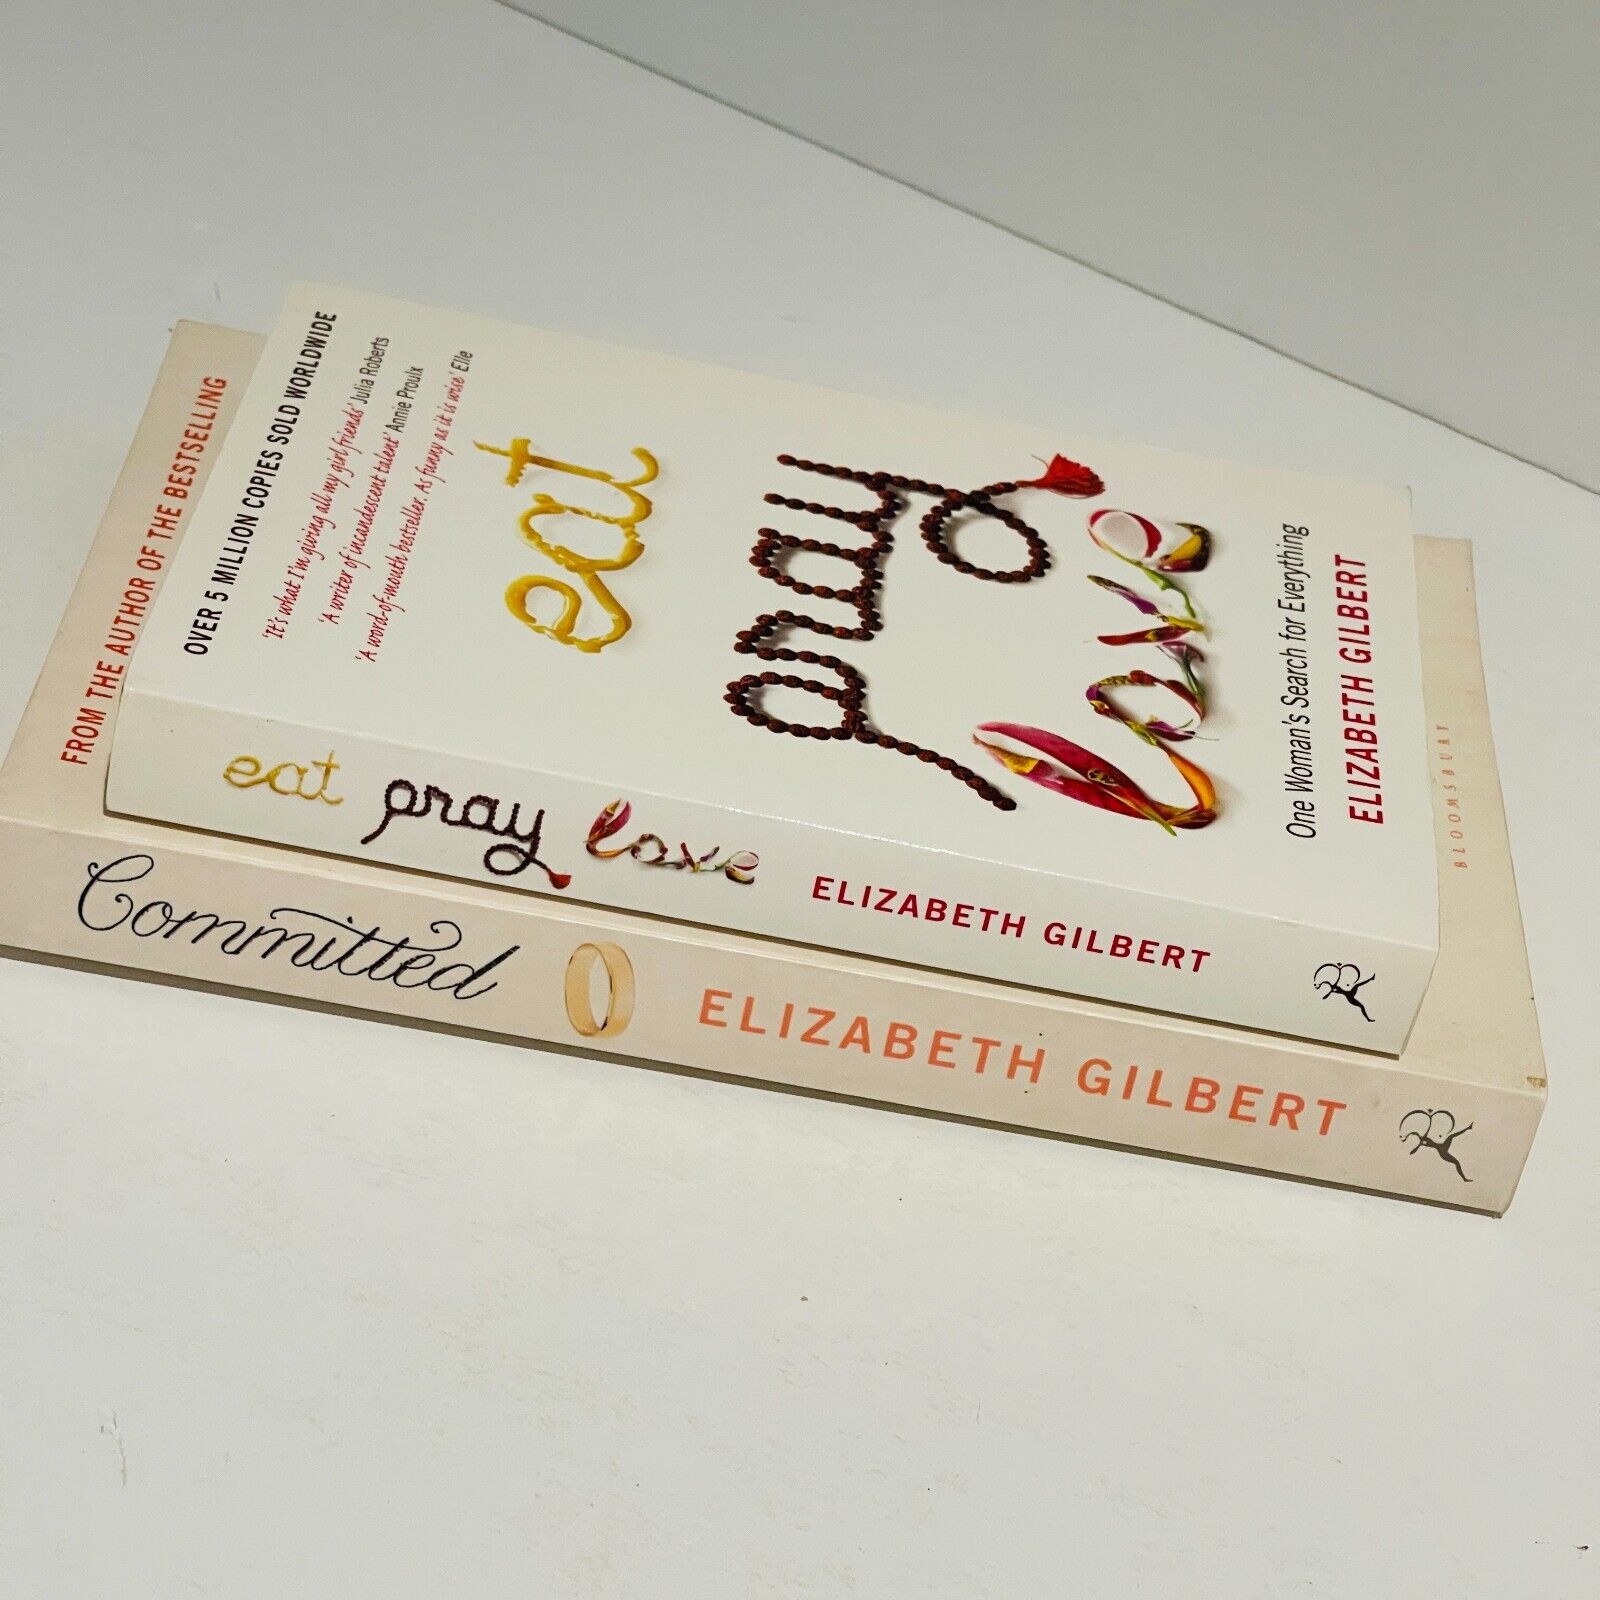 OVER 5 MILLION COPIES SOLD WORLDWIDE
'It's what I'm giving all my girlfriends' Julia Roberts
'A writer of incandescent talent' Annie Proulx
'A word-of-mouth bestseller. As funny as it is wise' Elle
eat
pray
love
One Woman's Search for Everything
ELIZABETH GILBERT
eat pray love ELIZABETH GILBERT
FROM THE AUTHOR OF THE BESTSELLING
BLOOMSBURY
Committed ELIZABETH GILBERT